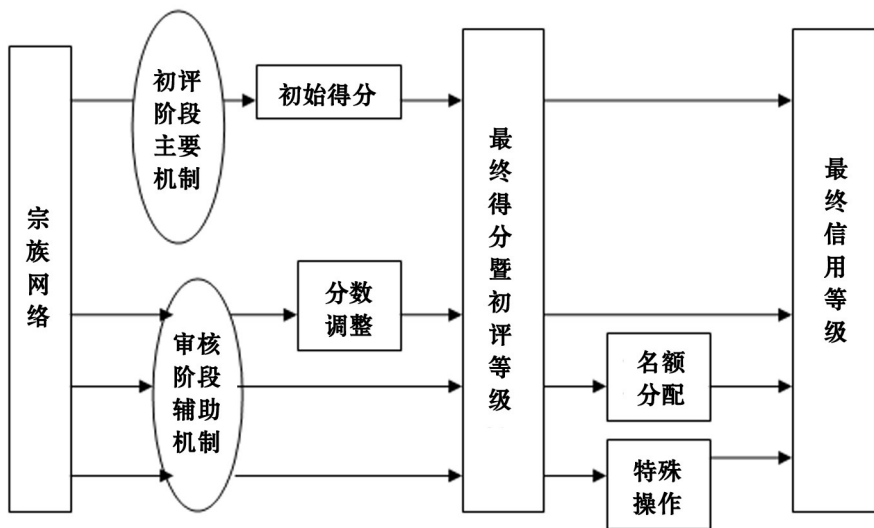 宗族网络
初评
阶段
主要
机制
初始得分
审核
阶段
辅助
机制
分数
调整
最终得分暨初评等级
名额
分配
特殊
操作
最终信用等级